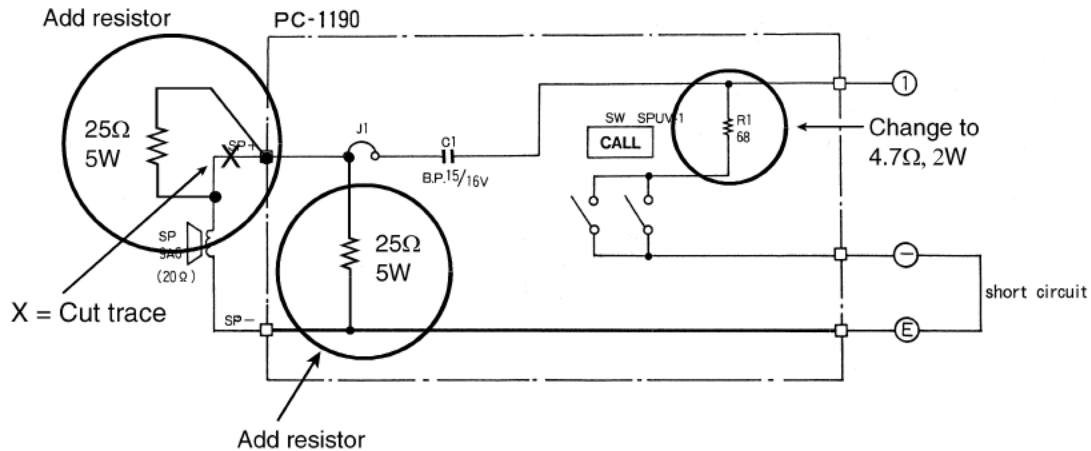 Add resistor
PC-1190
25Ω
5W
SP+
X
J1
C1
B.P.15/16V
SW SPUV-1
CALL
R1
68
1
Change to
4.7Ω, 2W
25Ω
5W
SP
(20Ω)
X = Cut trace
SP−
−
short circuit
E
Add resistor